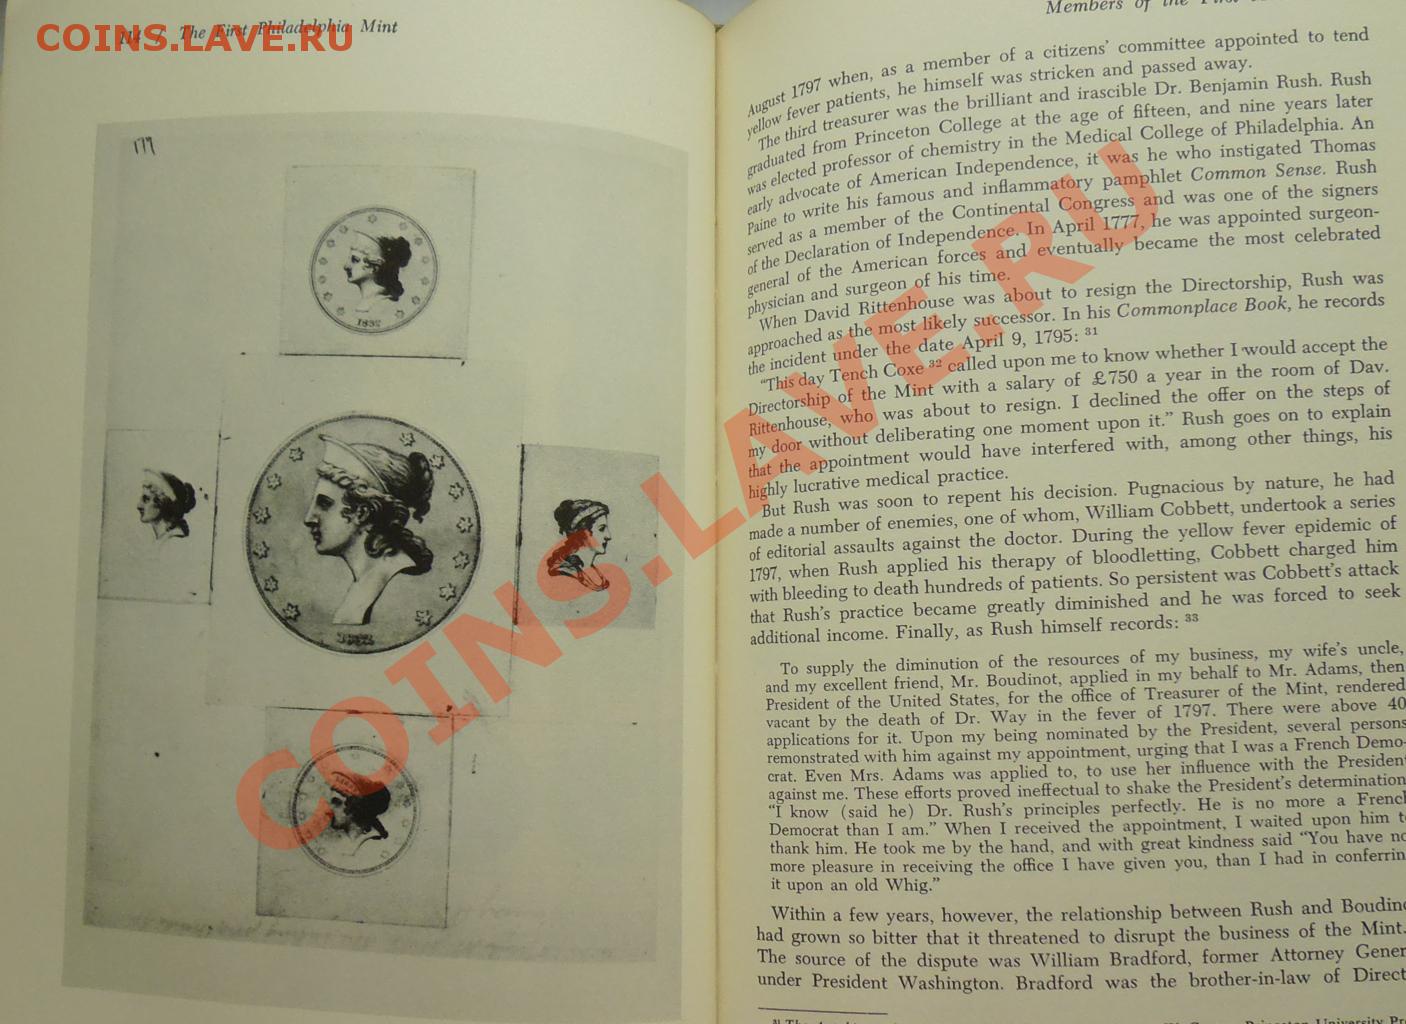 114 / The First Philadelphia Mint
COINS.LAVE.RU
177
1837
Members of the First
August 1797 when, as a member of a citizens' committee appointed to tend
yellow fever patients, he himself was stricken and passed away.
The third treasurer was the brilliant and irascible Dr. Benjamin Rush. Rush
graduated from Princeton College at the age of fifteen, and nine years later
was elected professor of chemistry in the Medical College of Philadelphia. An
early advocate of American Independence, it was he who instigated Thomas
Paine to write his famous and inflammatory pamphlet Common Sense. Rush
served as a member of the Continental Congress and was one of the signers
of the Declaration of Independence. In April 1777, he was appointed surgeon-
general of the American forces and eventually became the most celebrated
physician and surgeon of his time.
When David Rittenhouse was about to resign the Directorship, Rush was
approached as the most likely successor. In his Commonplace Book, he records
the incident under the date April 9, 1795: 31
"This day Tench Coxe 32 called upon me to know whether I would accept the
Directorship of the Mint with a salary of £750 a year in the room of Dav.
Rittenhouse, who was about to resign. I declined the offer on the steps of
my door without deliberating one moment upon it." Rush goes on to explain
that the appointment would have interfered with, among other things, his
highly lucrative medical practice.
But Rush was soon to repent his decision. Pugnacious by nature, he had
made a number of enemies, one of whom, William Cobbett, undertook a series
of editorial assaults against the doctor. During the yellow fever epidemic of
1797, when Rush applied his therapy of bloodletting, Cobbett charged him
with bleeding to death hundreds of patients. So persistent was Cobbett's attack
that Rush's practice became greatly diminished and he was forced to seek
additional income. Finally, as Rush himself records: 33
To supply the diminution of the resources of my business, my wife's uncle,
and my excellent friend, Mr. Boudinot, applied in my behalf to Mr. Adams, then
President of the United States, for the office of Treasurer of the Mint, rendered
vacant by the death of Dr. Way in the fever of 1797. There were above 40
applications for it. Upon my being nominated by the President, several persons
remonstrated with him against my appointment, urging that I was a French Demo-
crat. Even Mrs. Adams was applied to, to use her influence with the President
against me. These efforts proved ineffectual to shake the President's determination.
"I know (said he) Dr. Rush's principles perfectly. He is no more a French
Democrat than I am." When I received the appointment, I waited upon him t
thank him. He took me by the hand, and with great kindness said "You have no
more pleasure in receiving the office I have given you, than I had in conferrin
it upon an old Whig."
Within a few years, however, the relationship between Rush and Boudino
had grown so bitter that it threatened to disrupt the business of the Mint.
The source of the dispute was William Bradford, former Attorney Gener
under President Washington. Bradford was the brother-in-law of Direct
COINS.LAVE.RU